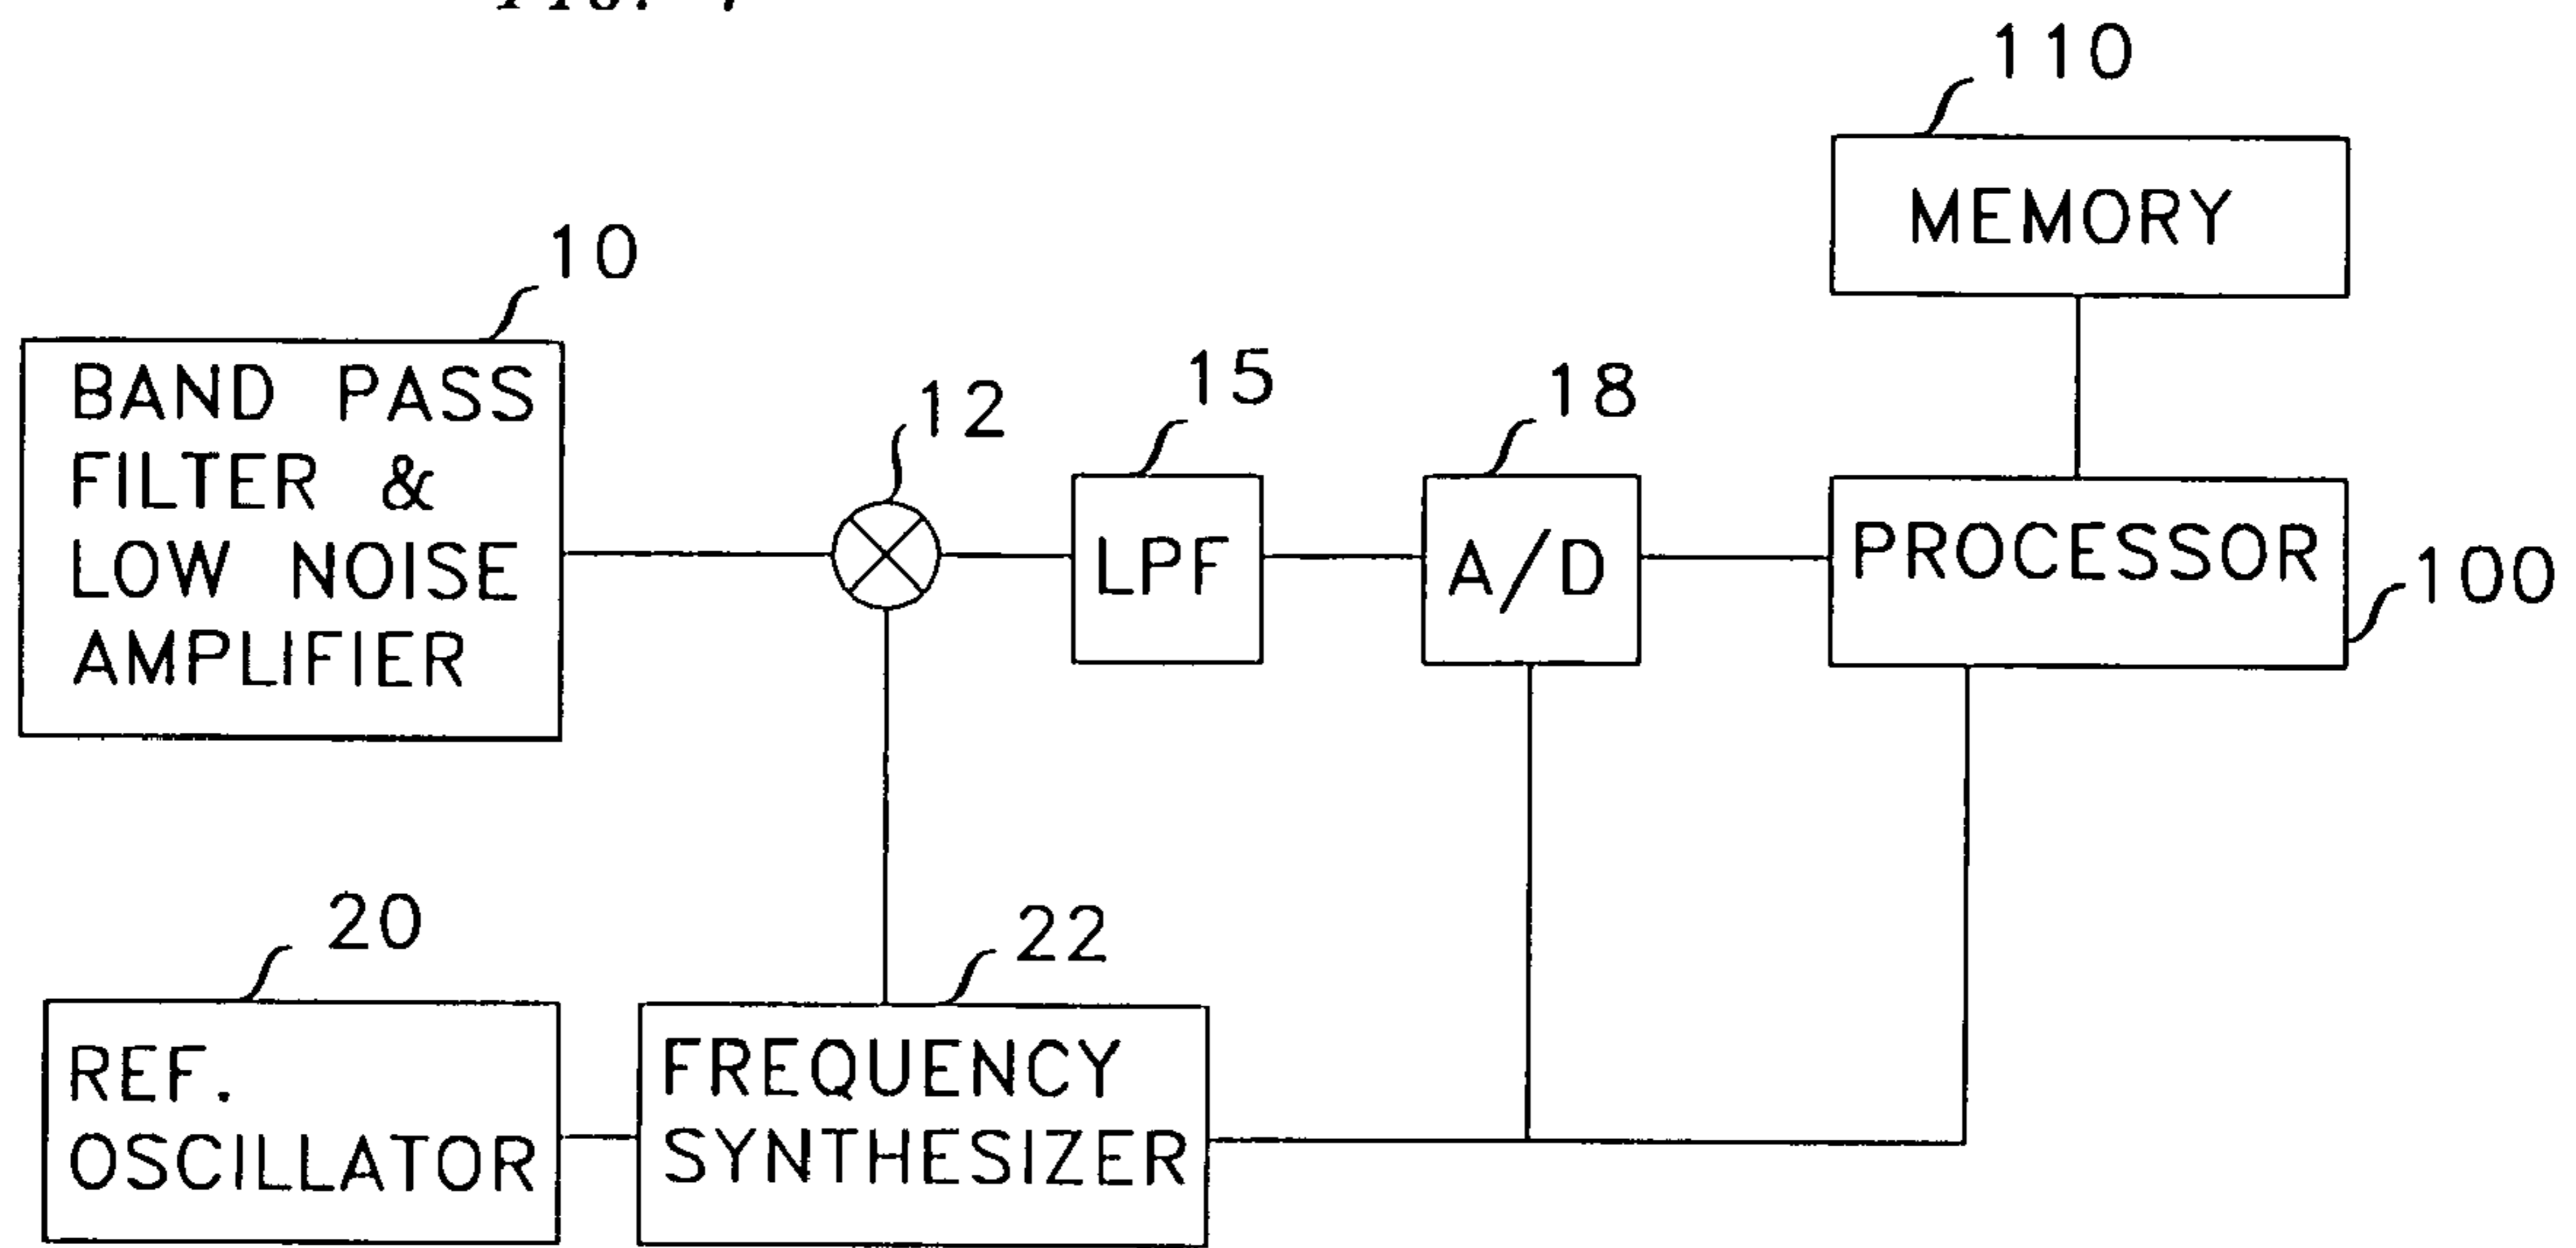 110
MEMORY
10
BAND PASS
FILTER &
LOW NOISE
AMPLIFIER
12
15
LPF
18
A/D
PROCESSOR
100
20
REF.
OSCILLATOR
22
FREQUENCY
SYNTHESIZER